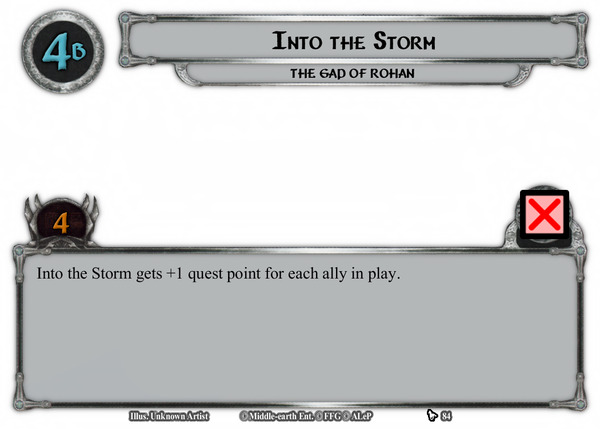 4B
INTO THE STORM
THE GAP OF ROHAN
4
Into the Storm gets +1 quest point for each ally in play.
Illus. Unknown Artist ©Middle-earth Ent. ©FFG ©ALeP 84